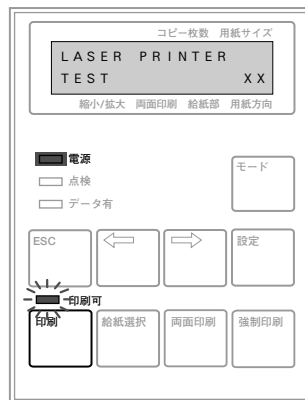 コピー枚数 用紙サイズ
LASER PRINTER
TEST XX
縮小/拡大 両面印刷 給紙部 用紙方向
電源
点検
データ有
モード
ESC 設定
印刷可
印刷 給紙選択 両面印刷 強制印刷